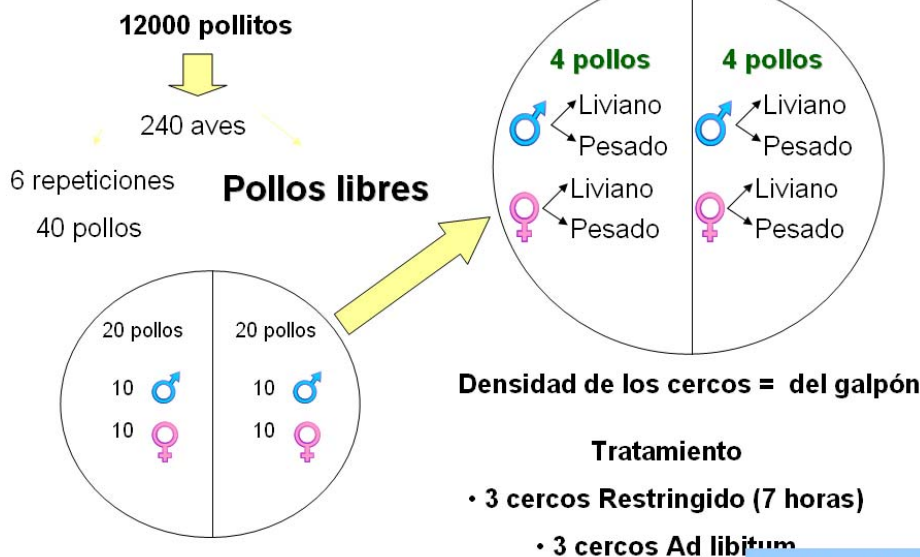 12000 pollitos
240 aves
6 repeticiones
40 pollos
Pollos libres
20 pollos
10
10
20 pollos
10
10
4 pollos
Liviano
Pesado
Liviano
Pesado
4 pollos
Liviano
Pesado
Liviano
Pesado
Densidad de los cercos = del galpón
Tratamiento
• 3 cercos Restringido (7 horas)
• 3 cercos Ad libitum